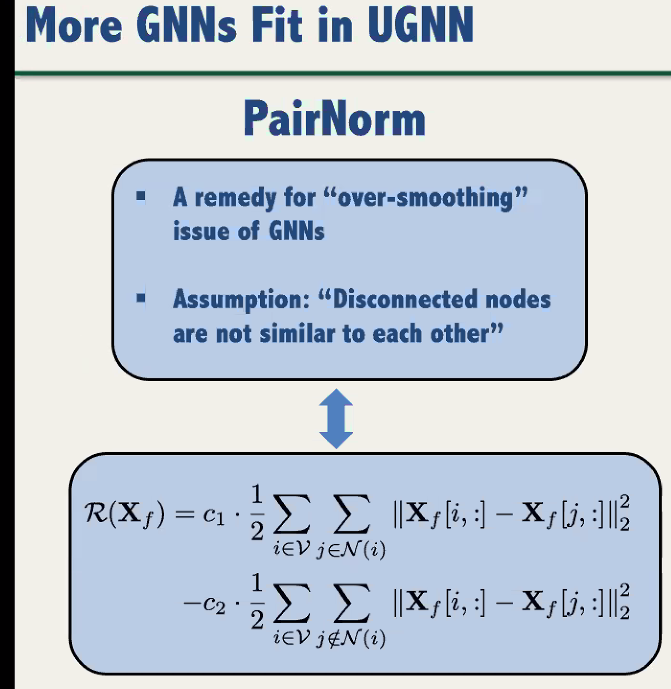 More GNNs Fit in UGNN
PairNorm
▪ A remedy for “over-smoothing”
issue of GNNs
▪ Assumption: “Disconnected nodes
are not similar to each other”
$\mathcal{R}(\mathbf{X}_f) = c_1 \cdot \frac{1}{2} \sum_{i \in \mathcal{V}} \sum_{j \in \mathcal{N}(i)} \|\mathbf{X}_f[i,:] - \mathbf{X}_f[j,:]\|_2^2$
$-c_2 \cdot \frac{1}{2} \sum_{i \in \mathcal{V}} \sum_{j \notin \mathcal{N}(i)} \|\mathbf{X}_f[i,:] - \mathbf{X}_f[j,:]\|_2^2$